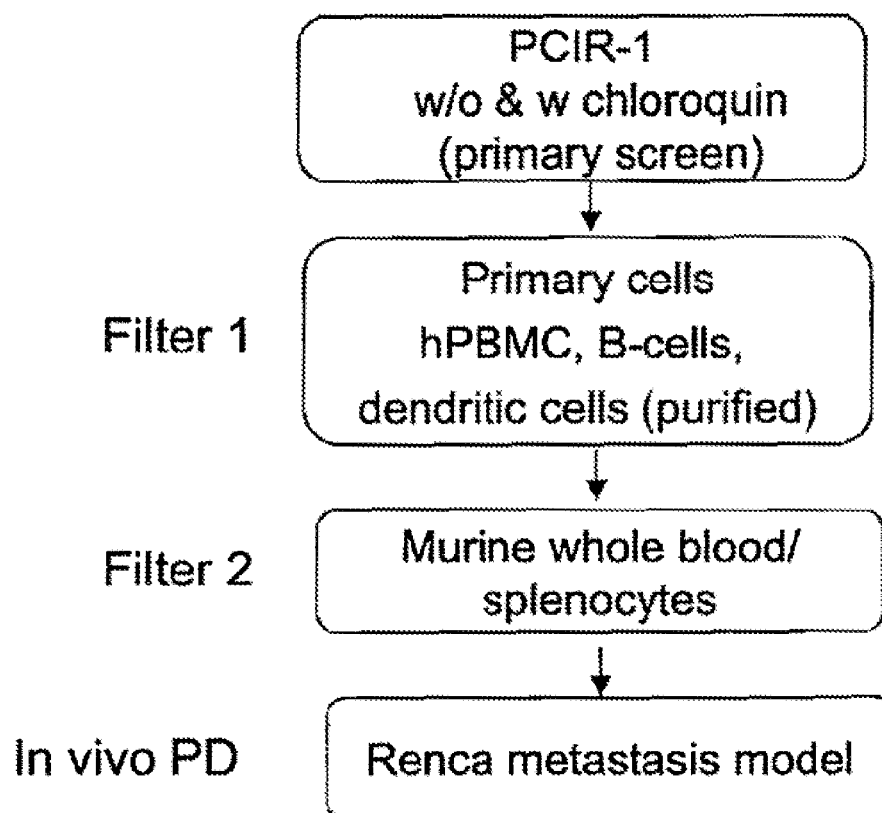 PCIR-1
w/o & w chloroquin
(primary screen)
Filter 1
Primary cells
hPBMC, B-cells,
dendritic cells (purified)
Filter 2
Murine whole blood/
splenocytes
In vivo PD
Renca metastasis model